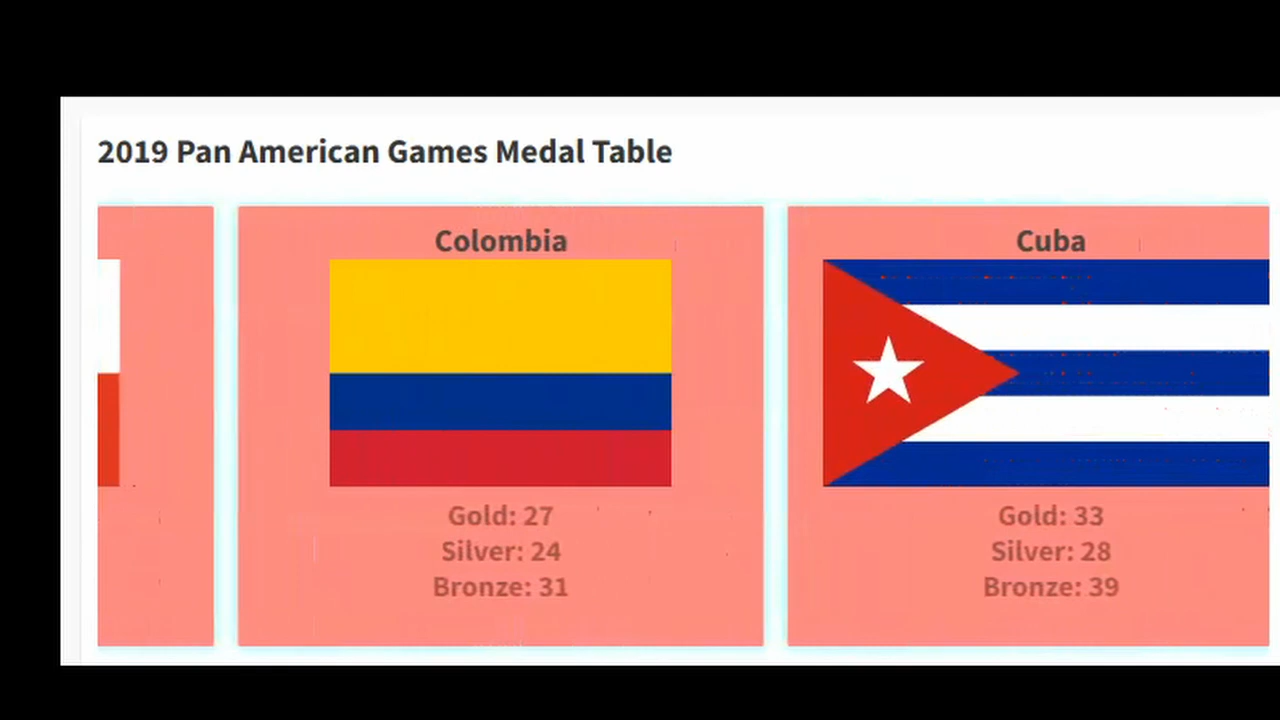 2019 Pan American Games Medal Table
Colombia
Gold: 27
Silver: 24
Bronze: 31
Cuba
Gold: 33
Silver: 28
Bronze: 39